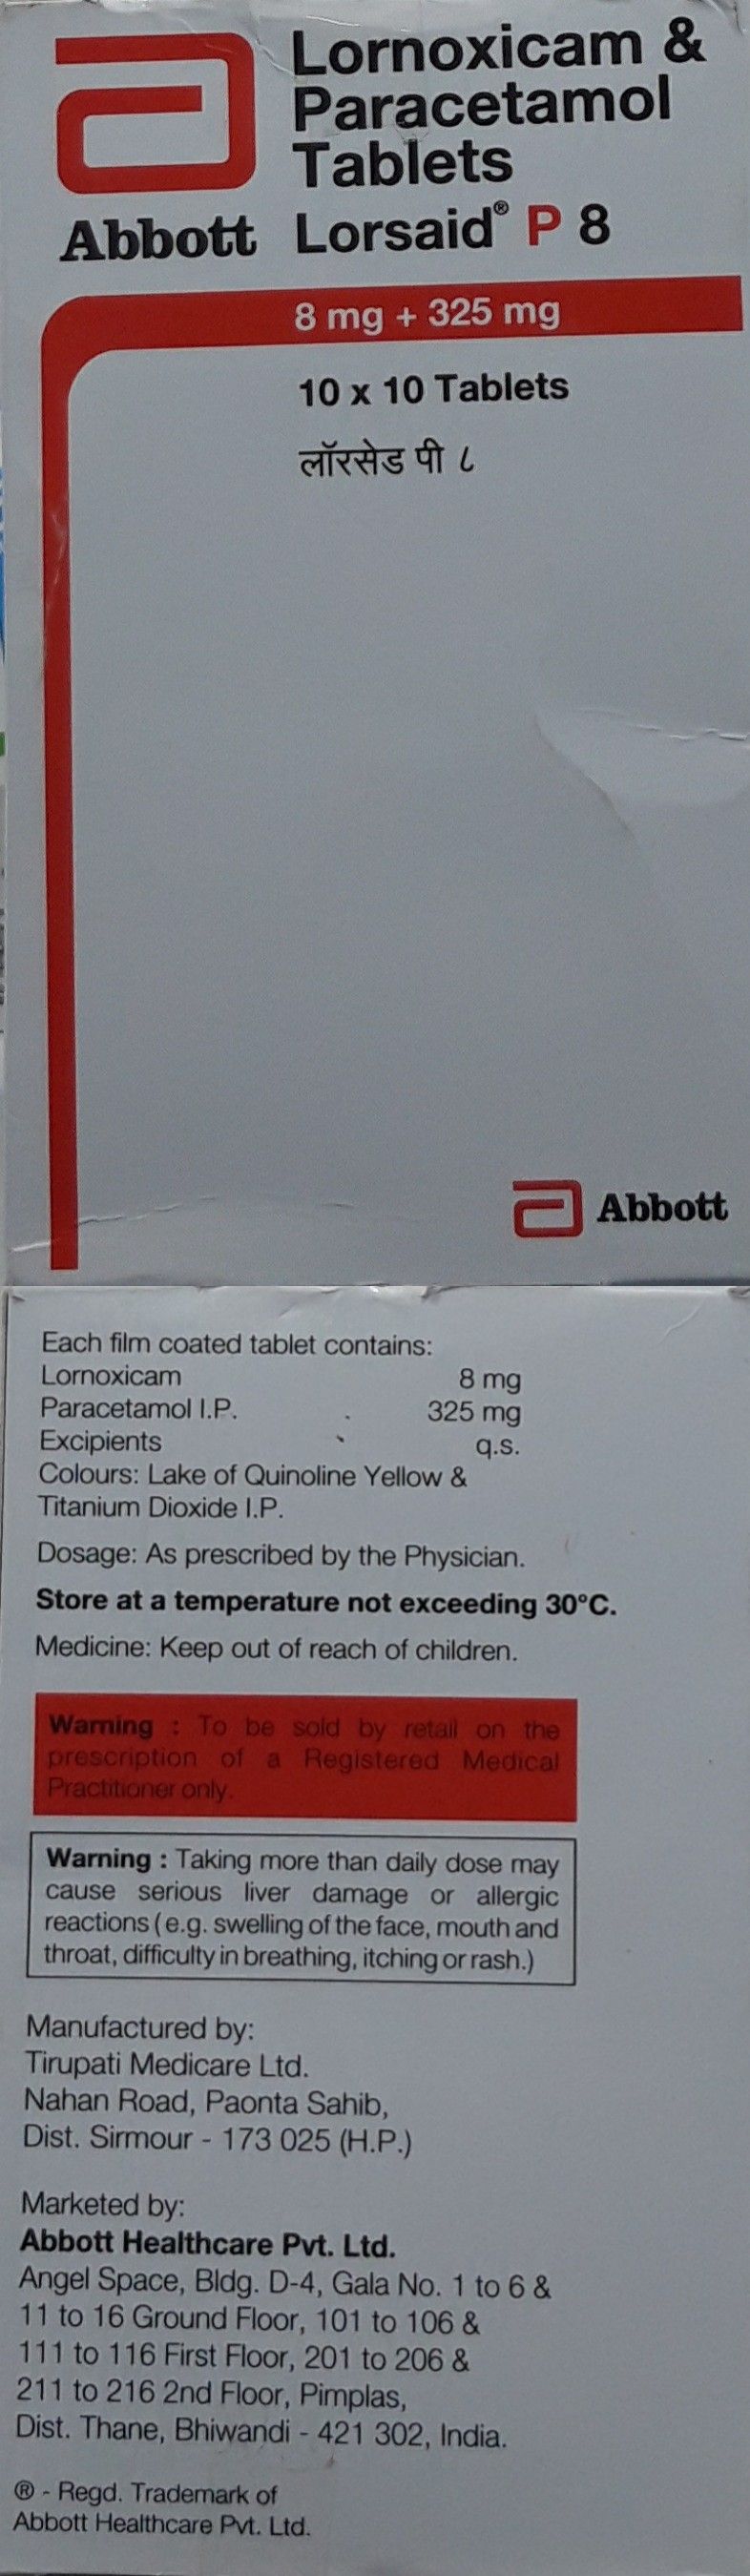 Lornoxicam &
Paracetamol
Tablets
Abbott Lorsaid® P 8
8 mg + 325 mg
10 x 10 Tablets
लॉरसेड पी ८
Abbott
Each film coated tablet contains:
Lornoxicam 8 mg
Paracetamol I.P. 325 mg
Excipients q.s.
Colours: Lake of Quinoline Yellow &
Titanium Dioxide I.P.
Dosage: As prescribed by the Physician.
Store at a temperature not exceeding 30°C.
Medicine: Keep out of reach of children.
Warning : To be sold by retail on the
prescription of a Registered Medical
Practitioner only.
Warning : Taking more than daily dose may
cause serious liver damage or allergic
reactions (e.g. swelling of the face, mouth and
throat, difficulty in breathing, itching or rash.)
Manufactured by:
Tirupati Medicare Ltd.
Nahan Road, Paonta Sahib,
Dist. Sirmour - 173 025 (H.P.)
Marketed by:
Abbott Healthcare Pvt. Ltd.
Angel Space, Bldg. D-4, Gala No. 1 to 6 &
11 to 16 Ground Floor, 101 to 106 &
111 to 116 First Floor, 201 to 206 &
211 to 216 2nd Floor, Pimplas,
Dist. Thane, Bhiwandi - 421 302, India.
® - Regd. Trademark of
Abbott Healthcare Pvt. Ltd.